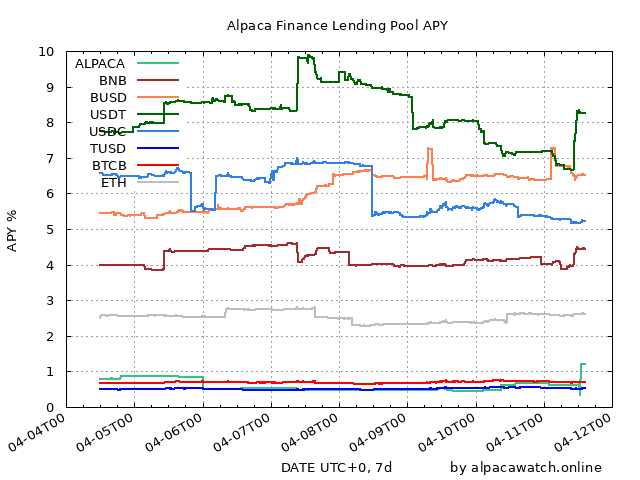 Alpaca Finance Lending Pool APY
APY %
10
9
8
7
6
5
4
3
2
1
0
ALPACA
BNB
BUSD
USDT
USDC
TUSD
BTCB
ETH
04-04T00
04-05T00
04-06T00
04-07T00
04-08T00
04-09T00
04-10T00
04-11T00
04-12T00
DATE UTC+0, 7d
by alpacawatch.online